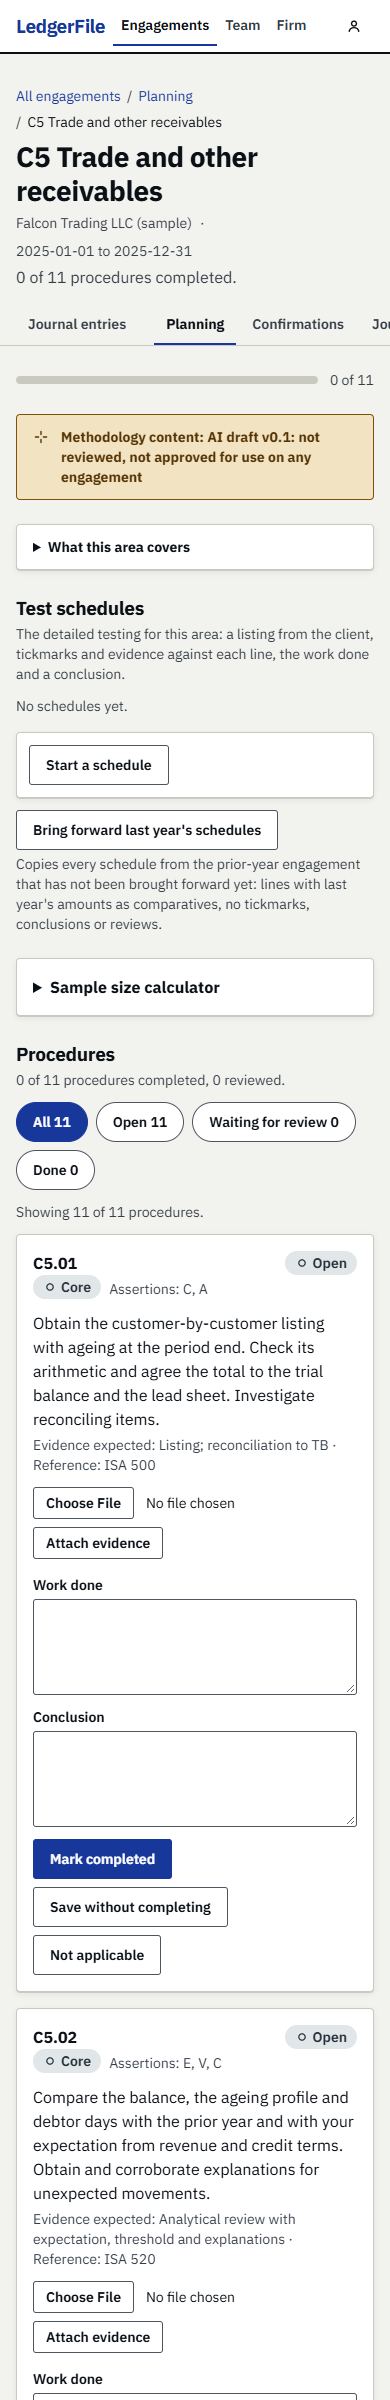 LedgerFile Engagements Team Firm
All engagements / Planning
/ C5 Trade and other receivables
C5 Trade and other
receivables
Falcon Trading LLC (sample) ·
2025-01-01 to 2025-12-31
0 of 11 procedures completed.
Journal entries Planning Confirmations Jou
0 of 11
Methodology content: AI draft v0.1: not
reviewed, not approved for use on any
engagement
What this area covers
Test schedules
The detailed testing for this area: a listing from the client,
tickmarks and evidence against each line, the work done
and a conclusion.
No schedules yet.
Start a schedule
Bring forward last year's schedules
Copies every schedule from the prior-year engagement
that has not been brought forward yet: lines with last
year's amounts as comparatives, no tickmarks,
conclusions or reviews.
Sample size calculator
Procedures
0 of 11 procedures completed, 0 reviewed.
All 11 Open 11 Waiting for review 0
Done 0
Showing 11 of 11 procedures.
C5.01 Open
Core Assertions: C, A
Obtain the customer-by-customer listing
with ageing at the period end. Check its
arithmetic and agree the total to the trial
balance and the lead sheet. Investigate
reconciling items.
Evidence expected: Listing; reconciliation to TB ·
Reference: ISA 500
Choose File No file chosen
Attach evidence
Work done
Conclusion
Mark completed
Save without completing
Not applicable
C5.02 Open
Core Assertions: E, V, C
Compare the balance, the ageing profile and
debtor days with the prior year and with your
expectation from revenue and credit terms.
Obtain and corroborate explanations for
unexpected movements.
Evidence expected: Analytical review with
expectation, threshold and explanations ·
Reference: ISA 520
Choose File No file chosen
Attach evidence
Work done